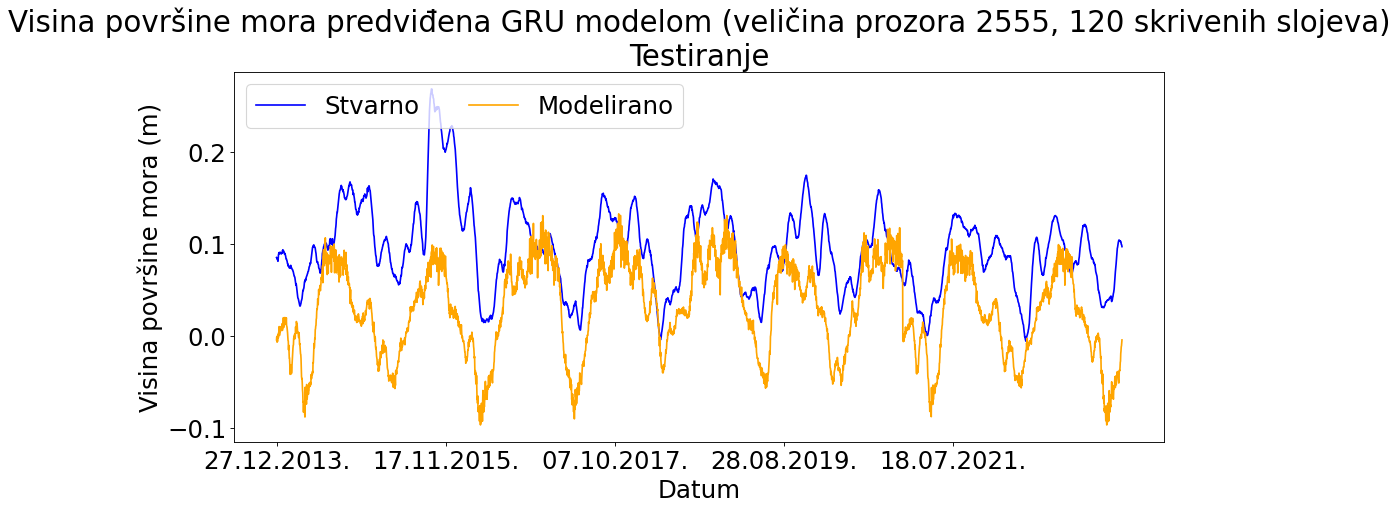 Visina površine mora predviđena GRU modelom (veličina prozora 2555, 120 skrivenih slojeva)
Testiranje
Stvarno
Modelirano
Visina površine mora (m)
0.2
0.1
0.0
−0.1
27.12.2013.
17.11.2015.
07.10.2017.
28.08.2019.
18.07.2021.
Datum